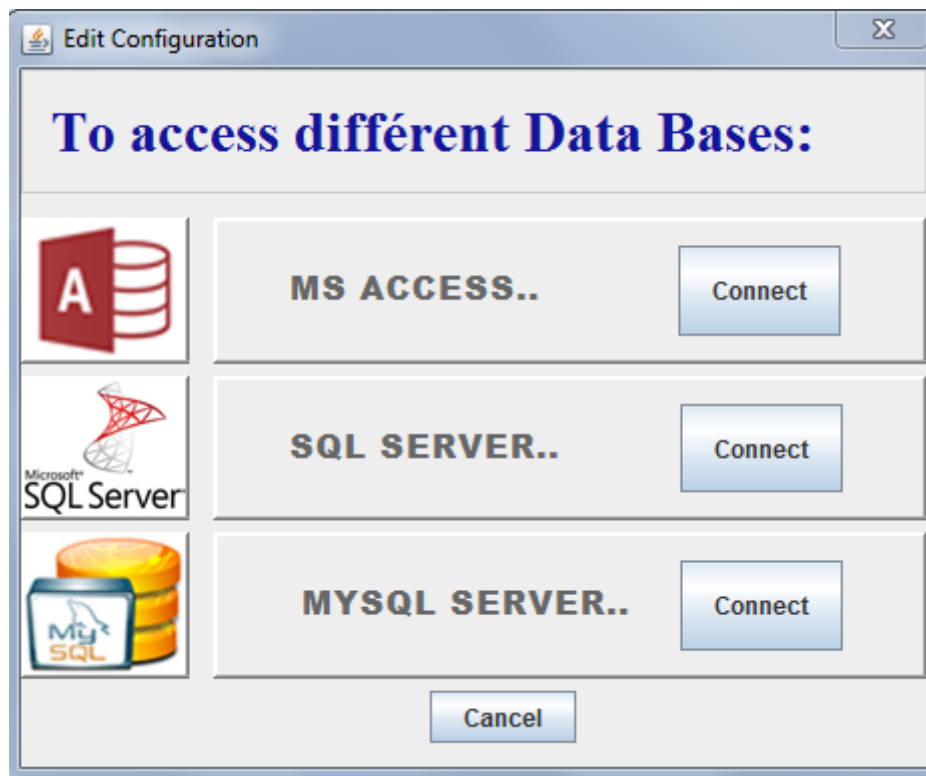 Edit Configuration
To access différent Data Bases:
A
MS ACCESS..
Connect
Microsoft®
SQL Server®
SQL SERVER..
Connect
My
SQL
MYSQL SERVER..
Connect
Cancel